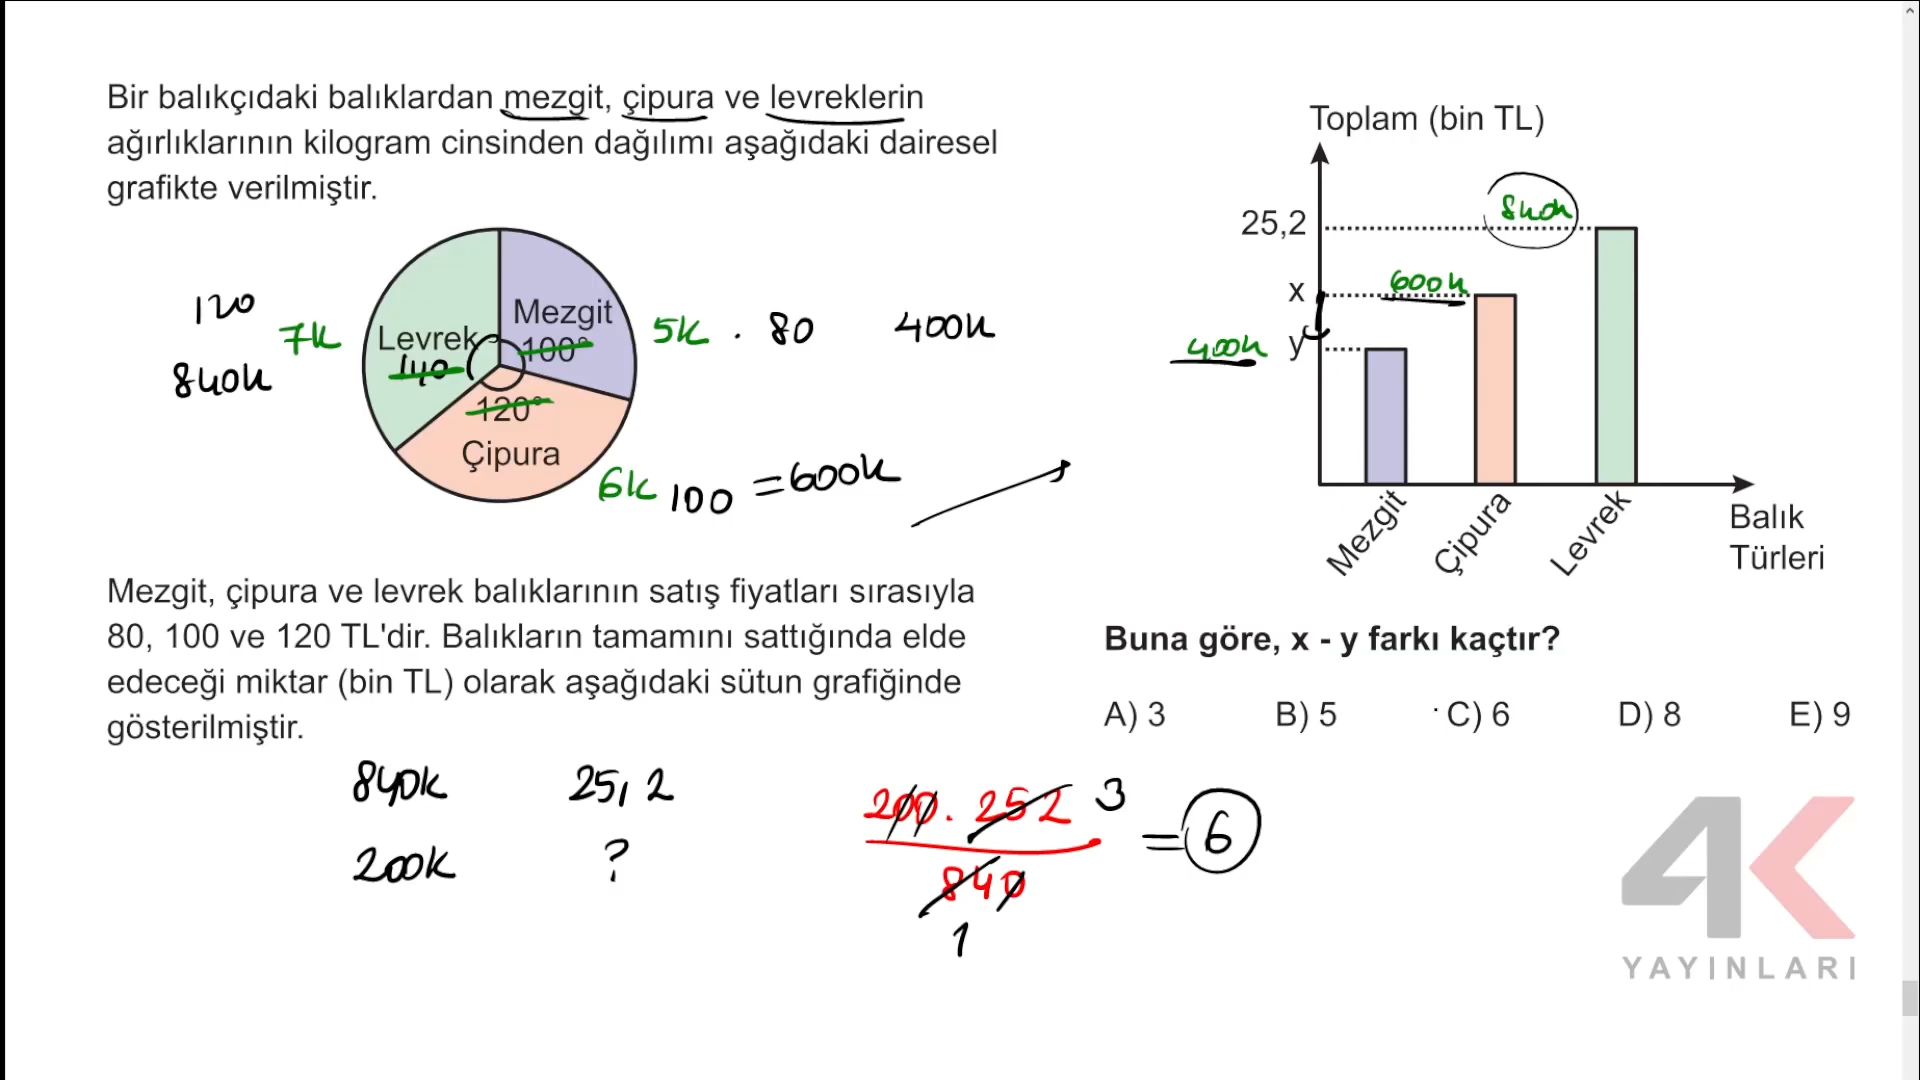 Bir balıkçıdaki balıklardan mezgit, çipura ve levreklerin
ağırlıklarının kilogram cinsinden dağılımı aşağıdaki dairesel
grafikte verilmiştir.
120
840k
7k
Levrek
140
Mezgit
100°
120°
Çipura
5k . 80 400k
6k 100 = 600k
Mezgit, çipura ve levrek balıklarının satış fiyatları sırasıyla
80, 100 ve 120 TL'dir. Balıkların tamamını sattığında elde
edeceği miktar (bin TL) olarak aşağıdaki sütun grafiğinde
gösterilmiştir.
840k 25,2
200k ?
Toplam (bin TL)
25,2
840k
x
600k
400k
y
Mezgit
Çipura
Levrek
Balık
Türleri
Buna göre, x - y farkı kaçtır?
A) 3 B) 5 C) 6 D) 8 E) 9
200 . 252 3
840
1
= 6
4K
YAYINLARI